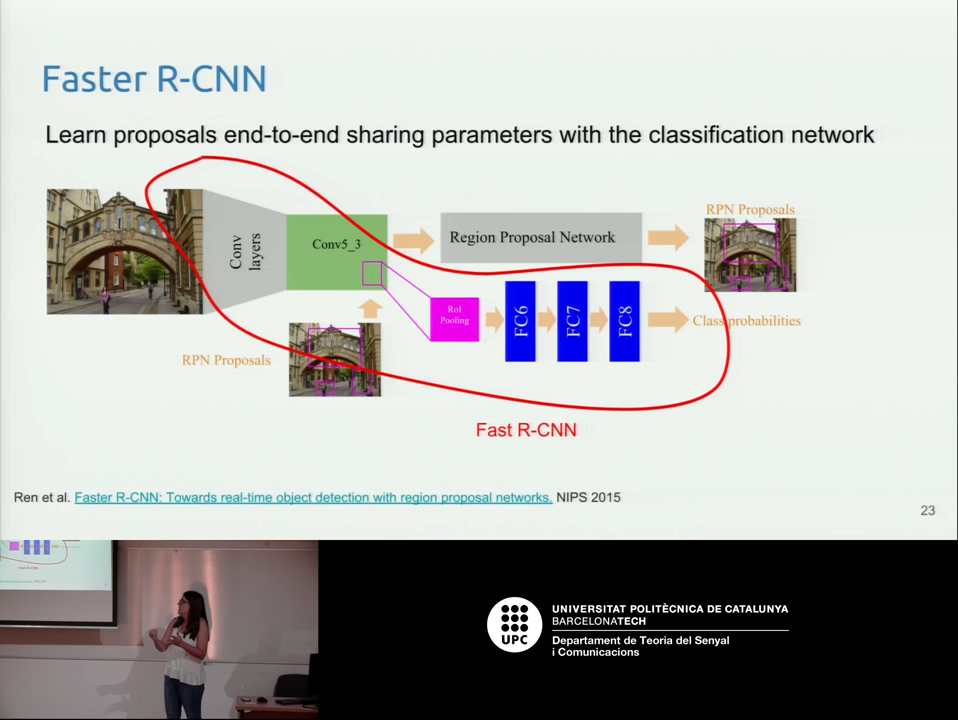 Faster R-CNN
Learn proposals end-to-end sharing parameters with the classification network
Conv
layers
Conv5_3
Region Proposal Network
RPN Proposals
RoI
Pooling
FC6
FC7
FC8
Class probabilities
RPN Proposals
Fast R-CNN
Ren et al. Faster R-CNN: Towards real-time object detection with region proposal networks. NIPS 2015
23
UPC
UNIVERSITAT POLITÈCNICA DE CATALUNYA
BARCELONATECH
Departament de Teoria del Senyal
i Comunicacions